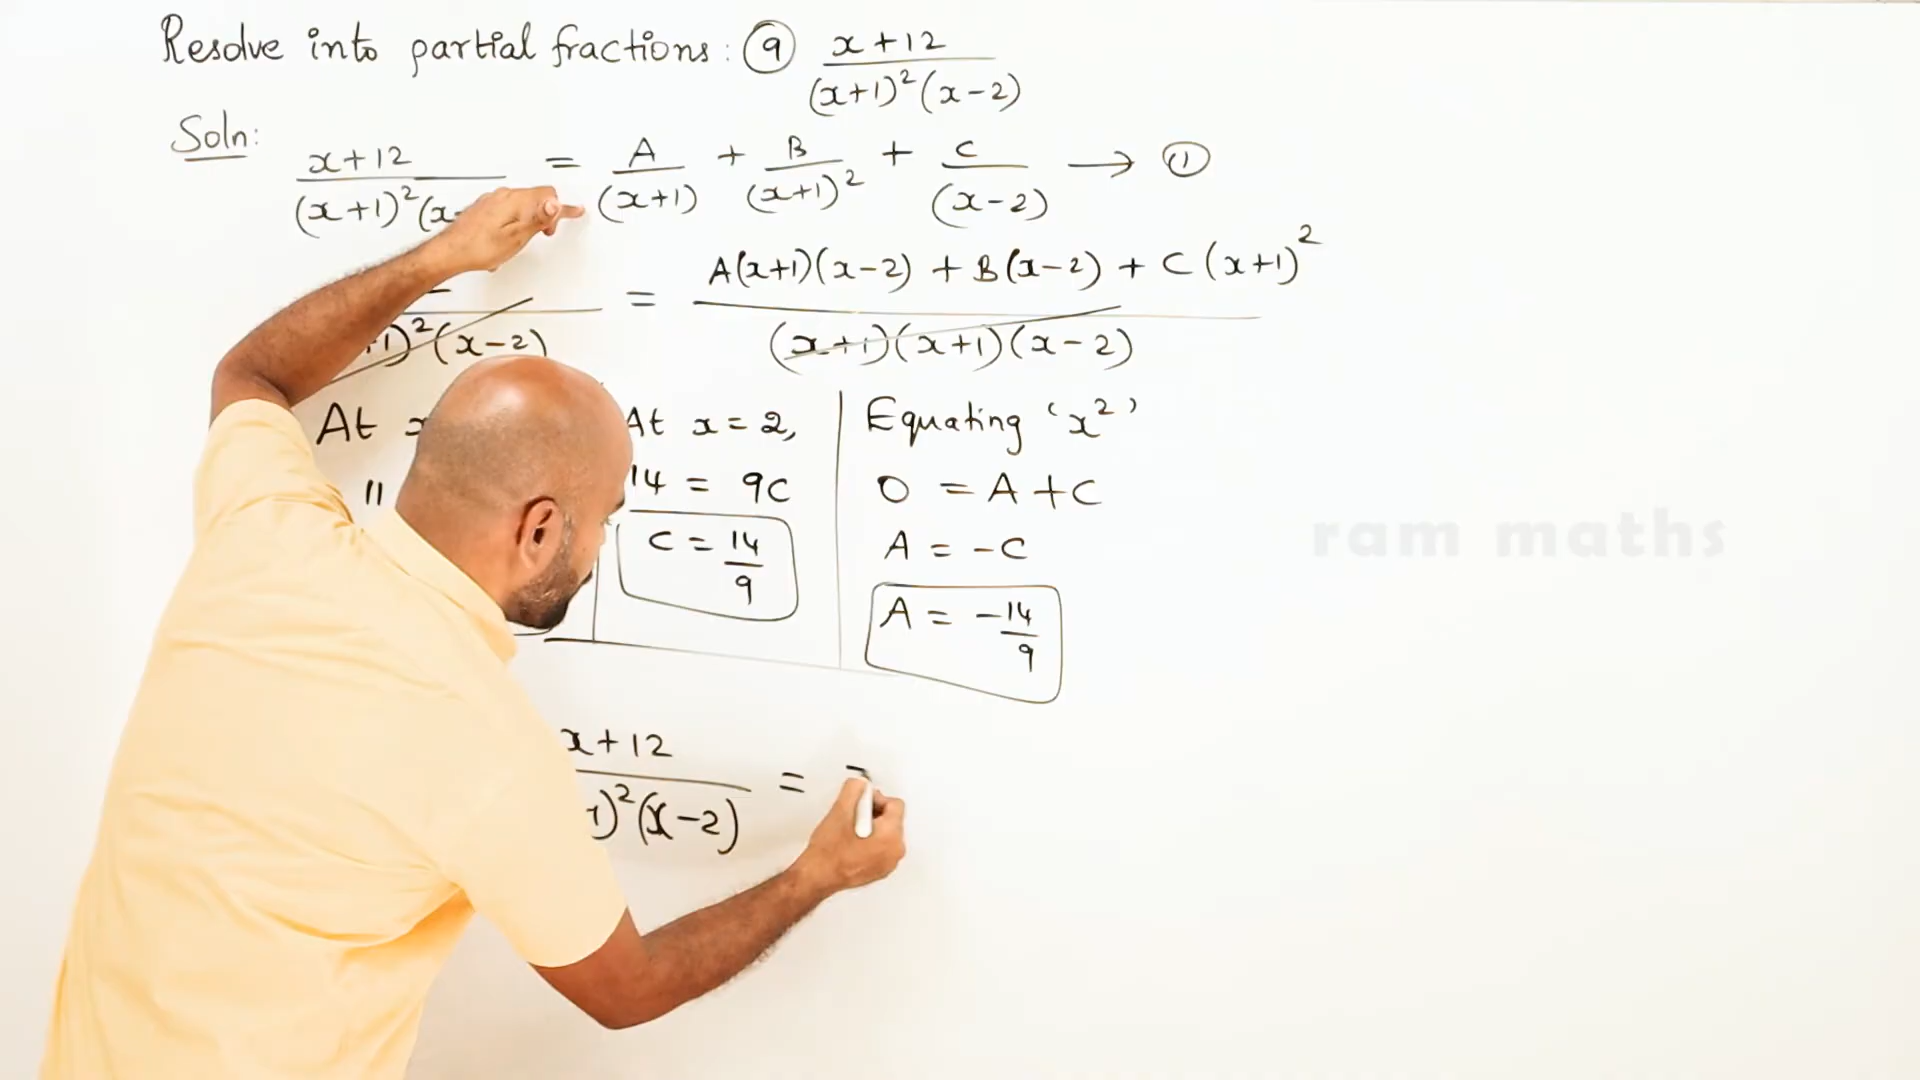 Resolve into partial fractions: ⑨ x+12
(x+1)²(x-2)
Soln:
x+12 = A + B + C → ①
(x+1)²(x- (x+1) (x+1)² (x-2)
= A(x+1)(x-2) + B(x-2) + C(x+1)²
1)²(x-2) (x+1)(x+1)(x-2)
At x At x = 2, Equating 'x²'
11 14 = 9C 0 = A + C
C = 14/9 A = -C
A = -14/9
x+12 = -
1)²(x-2)
ram maths